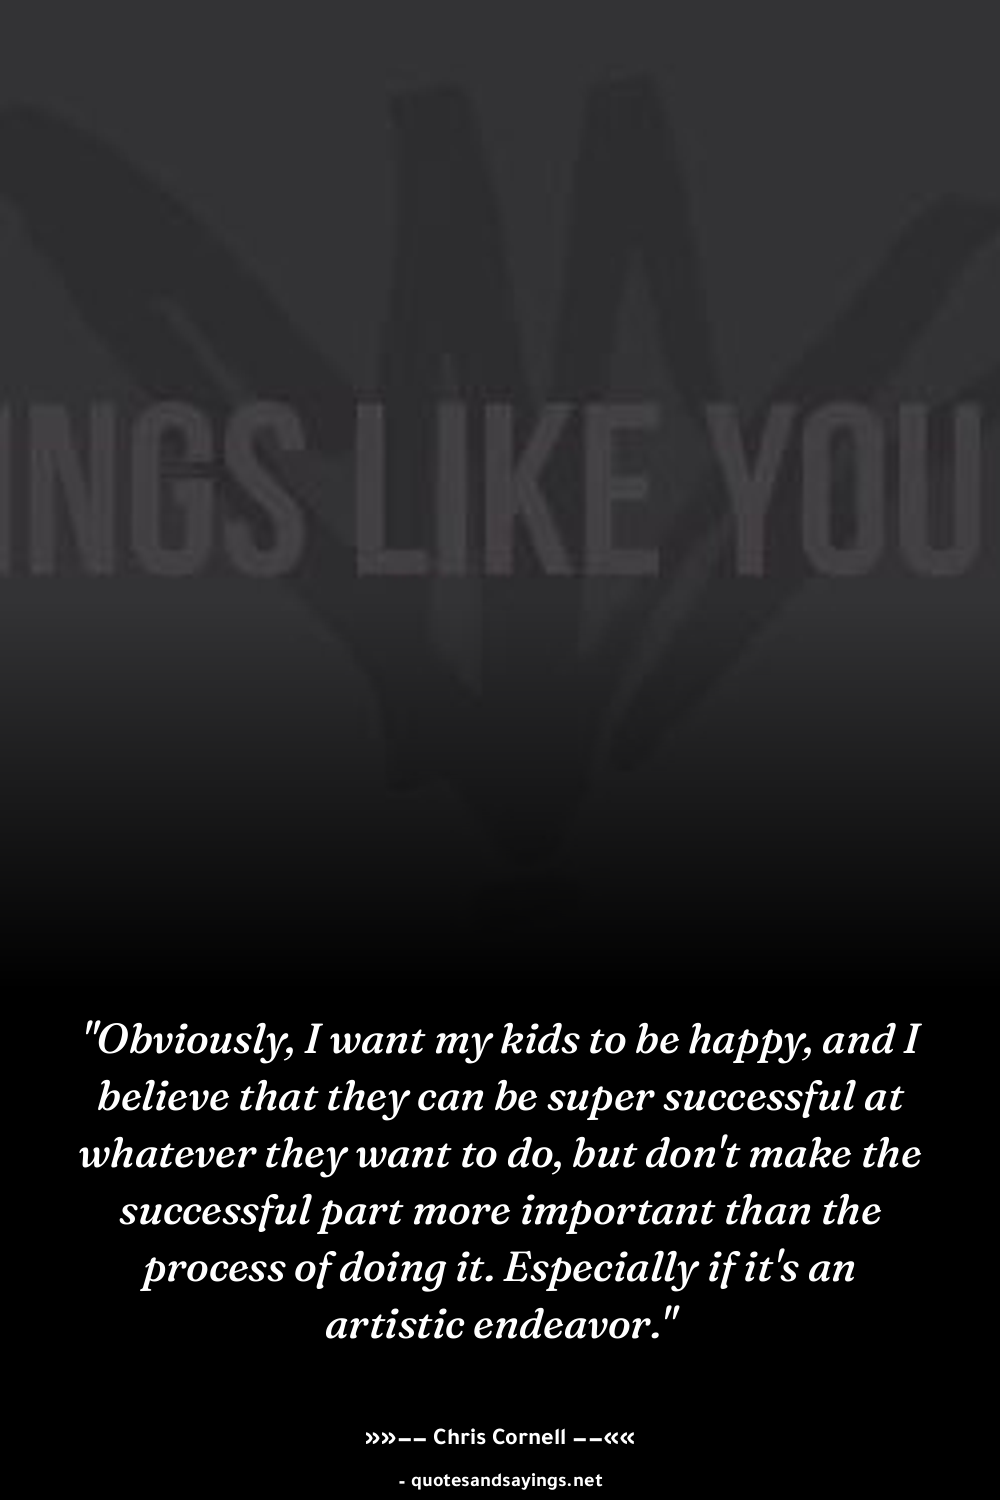 INGS LIKE YOU
"Obviously, I want my kids to be happy, and I
believe that they can be super successful at
whatever they want to do, but don't make the
successful part more important than the
process of doing it. Especially if it's an
artistic endeavor."
»»−− Chris Cornell −−««
- quotesandsayings.net